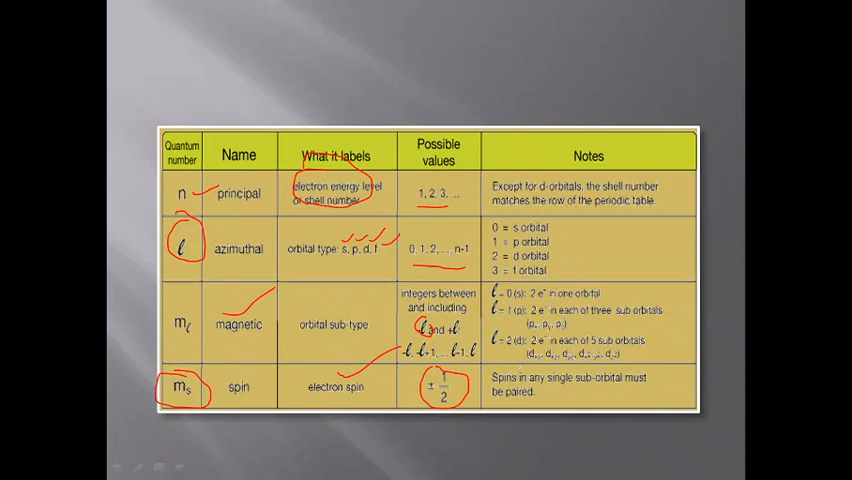 Quantum number Name What it labels Possible values Notes
n principal electron energy level or shell number 1, 2, 3, ... Except for d-orbitals, the shell number matches the row of the periodic table.
ℓ azimuthal orbital type: s, p, d, f 0, 1, 2, ..., n-1 0 = s orbital
1 = p orbital
2 = d orbital
3 = f orbital
mℓ magnetic orbital sub-type integers between and including -ℓ and +ℓ
-ℓ, -ℓ+1, ... ℓ-1, ℓ
ℓ = 0 (s): 2 e⁻ in one orbital
ℓ = 1 (p): 2 e⁻ in each of three sub orbitals
ℓ = 2 (d): 2 e⁻ in each of 5 sub orbitals
ms spin electron spin ± 1/2 Spins in any single sub-orbital must be paired.